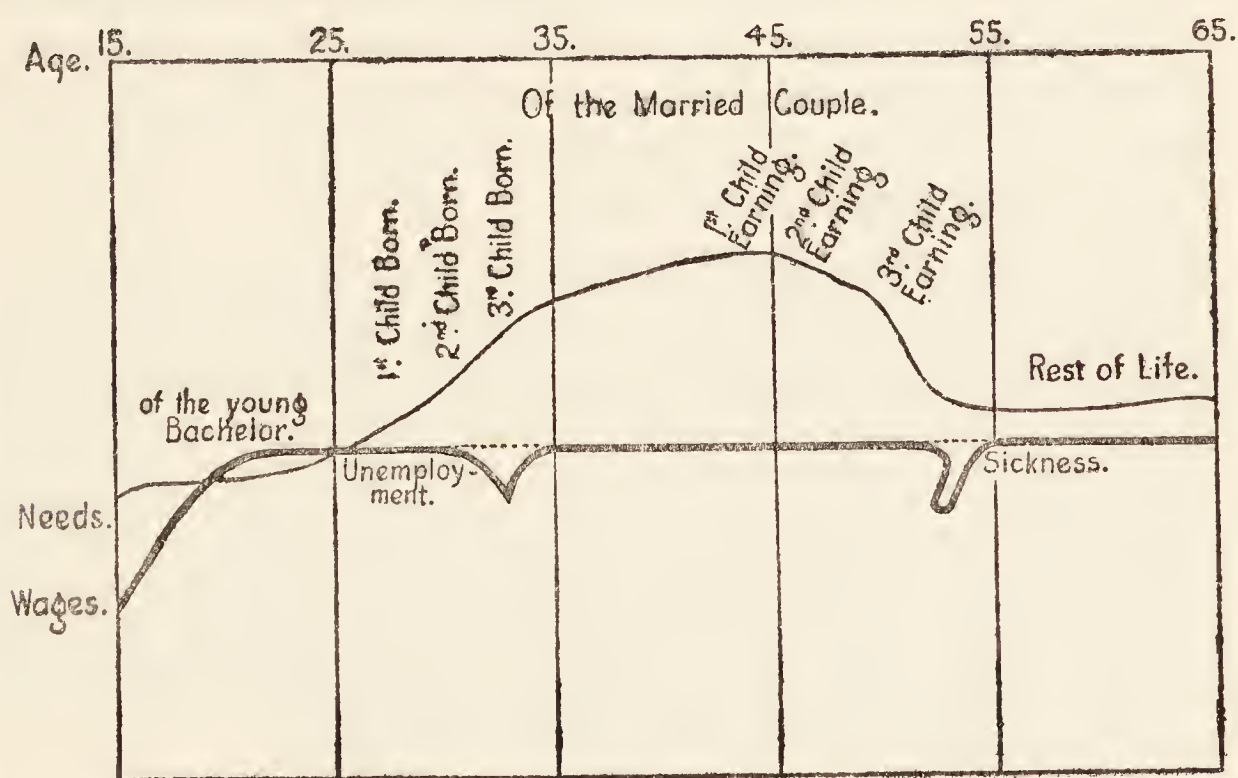 Age. 15. 25. 35. 45. 55. 65.
Of the Married Couple.
1st. Child Born.
2nd. Child Born.
3rd. Child Born.
1st. Child
Earning.
2nd. Child
Earning
3rd. Child
Earning.
of the young
Bachelor.
Rest of Life.
Unemploy-
ment.
Sickness.
Needs.
Wages.